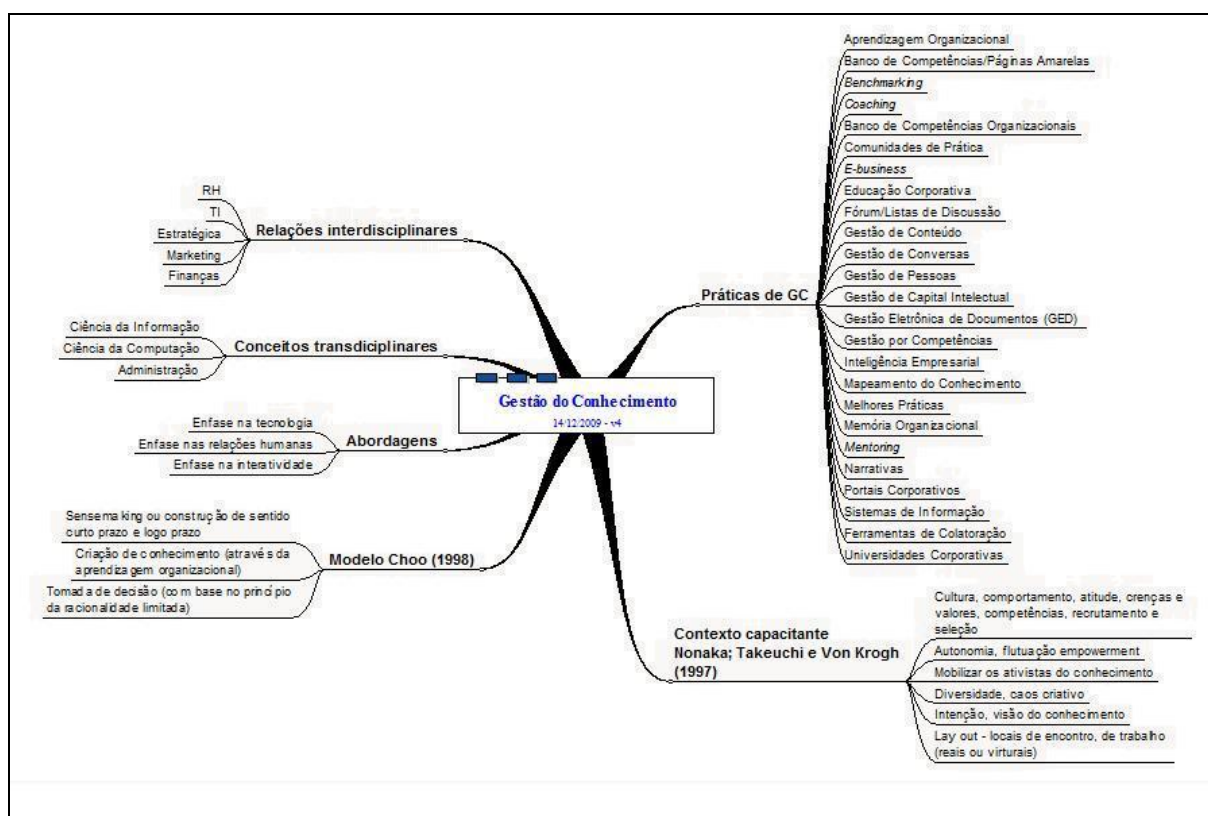 Gestão do Conhecimento
14/12/2009 - v4
Relações interdisciplinares
RH
TI
Estratégica
Marketing
Finanças
Conceitos transdiciplinares
Ciência da Informação
Ciência da Computação
Administração
Abordagens
Enfase na tecnologia
Enfase nas relações humanas
Enfase na interatividade
Modelo Choo (1998)
Sensemaking ou construção de sentido
curto prazo e logo prazo
Criação de conhecimento (através da
aprendizagem organizacional)
Tomada de decisão (com base no princípio
da racionalidade limitada)
Práticas de GC
Aprendizagem Organizacional
Banco de Competências/Páginas Amarelas
Benchmarking
Coaching
Banco de Competências Organizacionais
Comunidades de Prática
E-business
Educação Corporativa
Fórum/Listas de Discussão
Gestão de Conteúdo
Gestão de Conversas
Gestão de Pessoas
Gestão de Capital Intelectual
Gestão Eletrônica de Documentos (GED)
Gestão por Competências
Inteligência Empresarial
Mapeamento do Conhecimento
Melhores Práticas
Memória Organizacional
Mentoring
Narrativas
Portais Corporativos
Sistemas de Informação
Ferramentas de Colatoração
Universidades Corporativas
Contexto capacitante
Nonaka; Takeuchi e Von Krogh
(1997)
Cultura, comportamento, atitude, crenças e
valores, competências, recrutamento e
seleção
Autonomia, flutuação empowerment
Mobilizar os ativistas do conhecimento
Diversidade, caos criativo
Intenção, visão do conhecimento
Lay out - locais de encontro, de trabalho
(reais ou virturais)